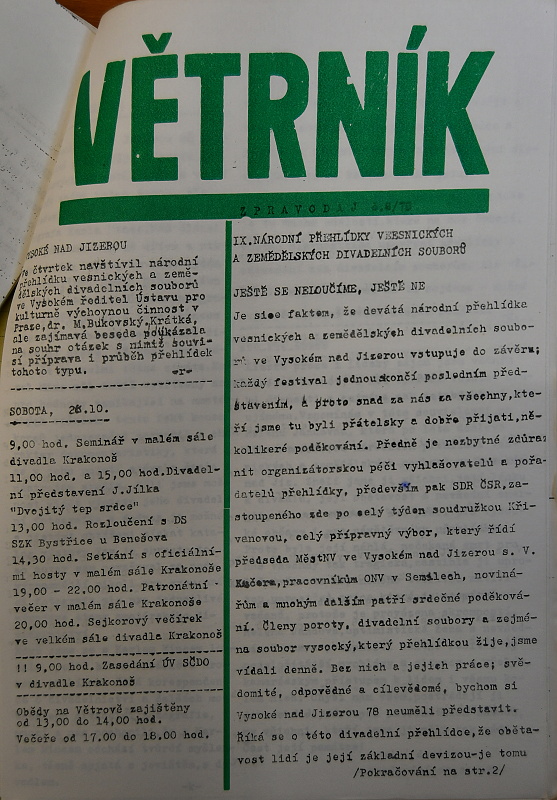 VĚTRNÍK
ZPRAVODAJ
VYSOKÉ NAD JIZEROU
Ve čtvrtek navštívil národní
přehlídku vesnických a země-
dělských divadelních souborů
ve Vysokém ředitel Ústavu pro
kulturně výchovnou činnost v
Praze,dr. M.Bukovský.Krátká,
ale zajímavá beseda poukázala
na souhr otázek s nimiž souvi-
sí příprava i průběh přehlídek
tohoto typu. -er-
SOBOTA, 28.10.
9,00 hod. Seminář v malém sále
divadla Krakonoš
11,00 hod. a 15,00 hod.Divadel-
ní představení J.Jílka
"Dvojitý tep srdce"
13,00 hod. Rozloučení s DS
SZK Bystřice u Benešova
14,30 hod. Setkání s oficiální-
mi hosty v malém sále Krakonoše
19,00 – 22.00 hod. Patronátní
večer v malém sále Krakonoše
20,00 hod. Sejkorový večírek
ve velkém sále divadla Krakonoš
!! 9,00 hod. Zasedání ÚV SČDO
v divadle Krakonoš
Obědy na Větrově zajištěny
od 13,00 do 14,00 hod.
Večeře od 17.00 do 18.00 hod.
IX.NÁRODNÍ PŘEHLÍDKY VEESNICKÝCH
A ZEMĚDĚLSKÝCH DIVADELNÍCH SOUBORŮ
JEŠTĚ SE NELOUČÍME, JEŠTĚ NE
Je sice faktem, že devátá národní přehlídka
vesnických a zemědělských divadelních soubo-
rů ve Vysokém nad Jizerou vstupuje do závěru;
každý festival jednou končí posledním před-
stavením, a proto snad za nás za všechny,kte-
ří jsme tu byli přátelsky a dobře přijati,ně-
kolikeré poděkování. Předně je nezbytné zdůraz
nit organizátorskou péči vyhlašovatelů a pořa-
datelů přehlídky, především pak SDR ČSR,za-
stoupeného zde po celý týden soudružkou Kři-
vanovou, celý přípravný výbor, který řídí
předseda MěstNV ve Vysokém nad Jizerou s. V.
Kučera,pracovníkům ONV v Semilech, noviná-
řům a mnohým dalším patří srdečné poděková-
ní. Členy poroty, divadelní soubory a zejmé-
na soubor vysocký,který přehlídkou žije,jsme
vídali denně. Bez nich a jejich práce; svě-
domité, odpovědné a cílevědomé, bychom si
Vysoké nad Jizerou 78 neuměli představit.
Říká se o této divadelní přehlídce,že oběta-
vost lidí je její základní devizou-je tomu
/Pokračování na str.2/